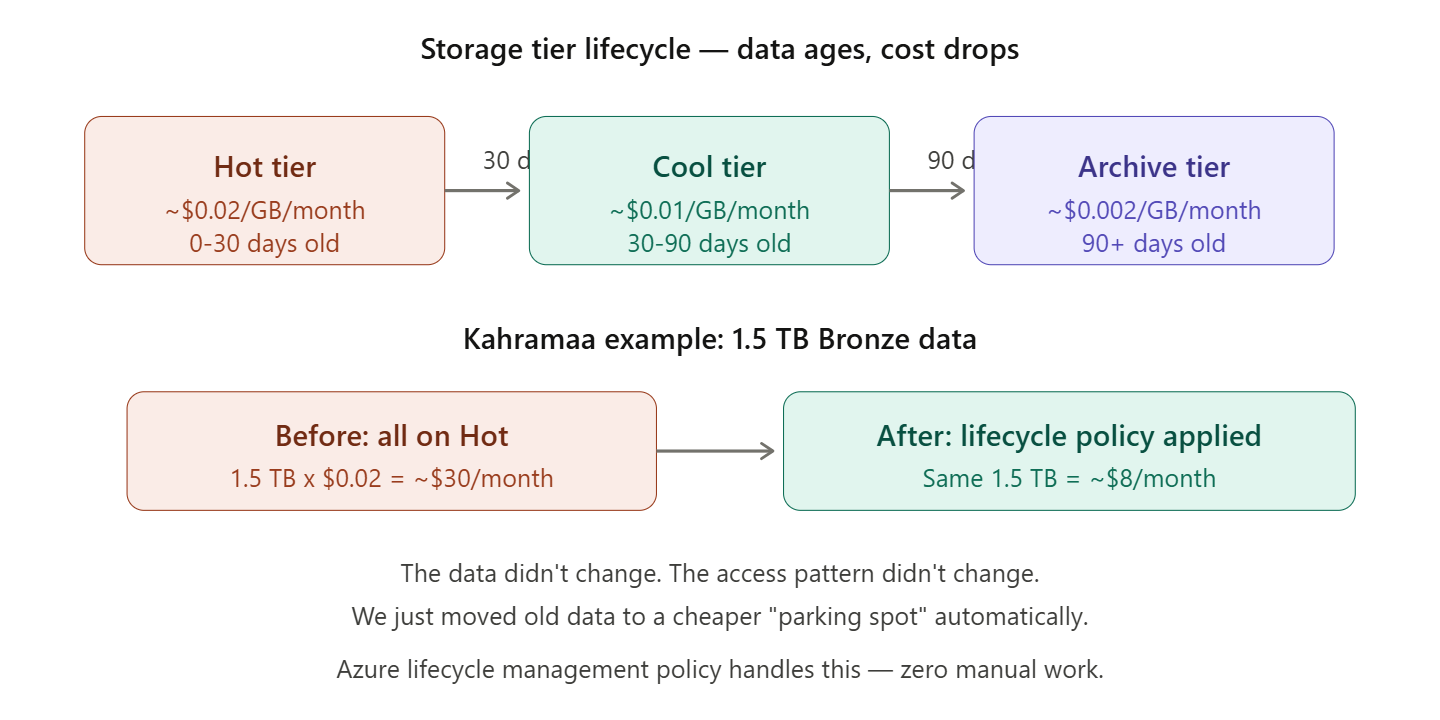 Storage tier lifecycle — data ages, cost drops
Hot tier
~$0.02/GB/month
0-30 days old
30 d
Cool tier
~$0.01/GB/month
30-90 days old
90 d
Archive tier
~$0.002/GB/month
90+ days old
Kahramaa example: 1.5 TB Bronze data
Before: all on Hot
1.5 TB x $0.02 = ~$30/month
After: lifecycle policy applied
Same 1.5 TB = ~$8/month
The data didn't change. The access pattern didn't change.
We just moved old data to a cheaper "parking spot" automatically.
Azure lifecycle management policy handles this — zero manual work.